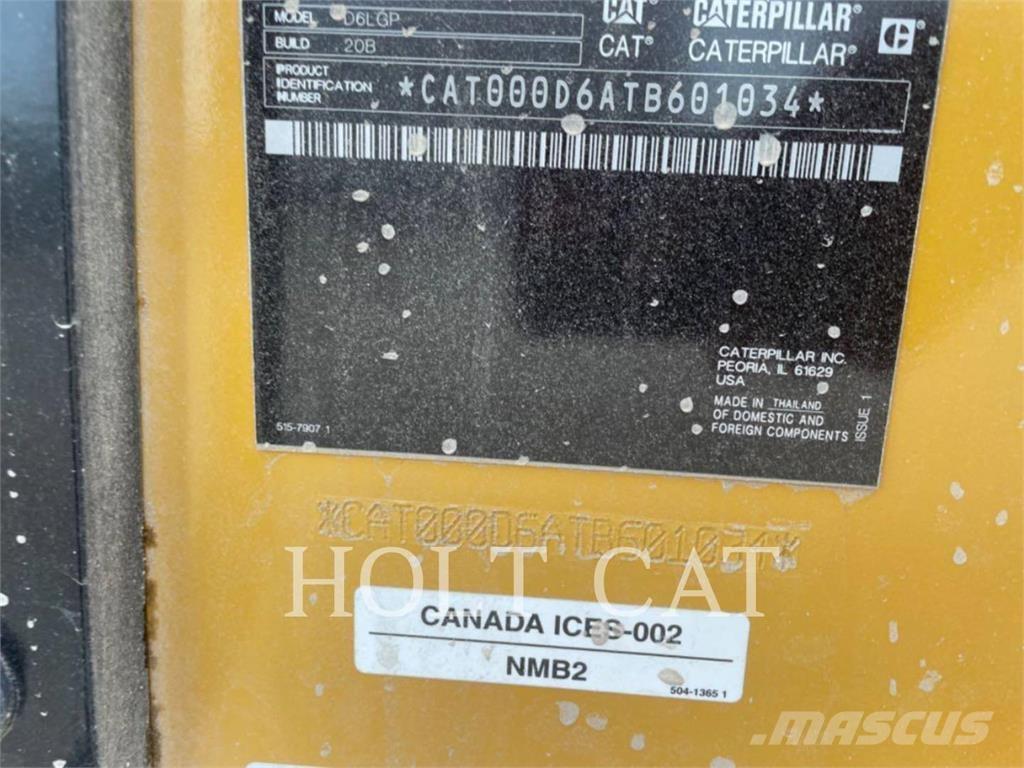 MODEL D6LGP
BUILD 20B
CAT CATERPILLAR
CAT® CATERPILLAR®
C
PRODUCT
IDENTIFICATION
NUMBER
*CAT000D6ATB601034*
CATERPILLAR INC.
PEORIA, IL 61629
USA
MADE IN THAILAND
OF DOMESTIC AND
FOREIGN COMPONENTS
ISSUE 1
515-7907 1
*CAT000D6ATB601034*
HOLT CAT
CANADA ICES-002
NMB2
504-1365 1
MASCUS